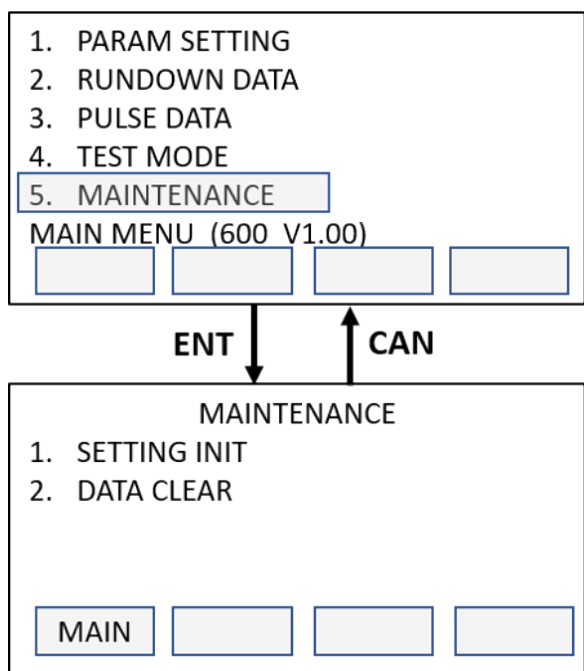 1. PARAM SETTING
2. RUNDOWN DATA
3. PULSE DATA
4. TEST MODE
5. MAINTENANCE
MAIN MENU (600 V1.00)
ENT
CAN
MAINTENANCE
1. SETTING INIT
2. DATA CLEAR
MAIN